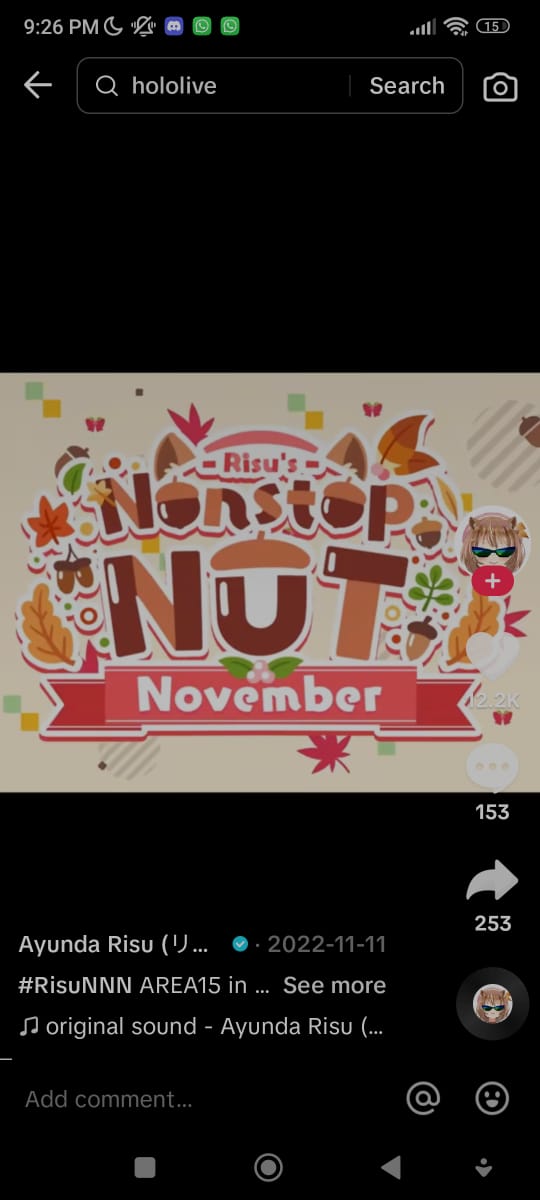 9:26 PM 15
hololive Search
Risu's
Nonstop
NUT
November
12.2K
153
253
Ayunda Risu (リ... · 2022-11-11
#RisuNNN AREA15 in ... See more
original sound - Ayunda Risu (...
Add comment...